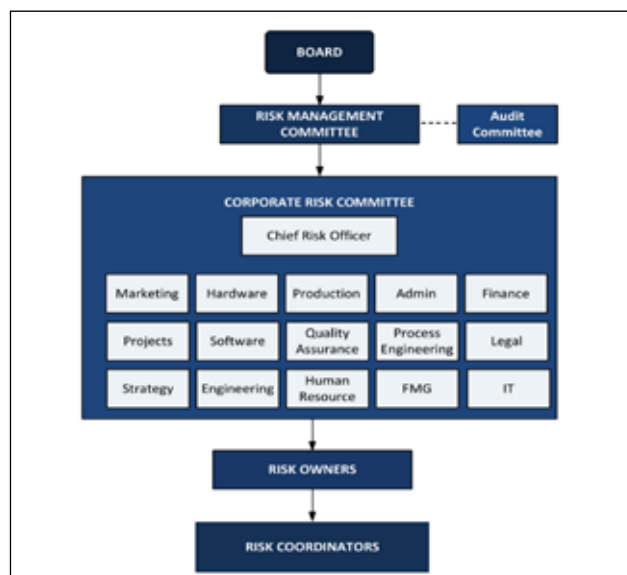 BOARD
RISK MANAGEMENT
COMMITTEE
Audit
Committee
CORPORATE RISK COMMITTEE
Chief Risk Officer
Marketing
Hardware
Production
Admin
Finance
Projects
Software
Quality
Assurance
Process
Engineering
Legal
Strategy
Engineering
Human
Resource
FMG
IT
RISK OWNERS
RISK COORDINATORS